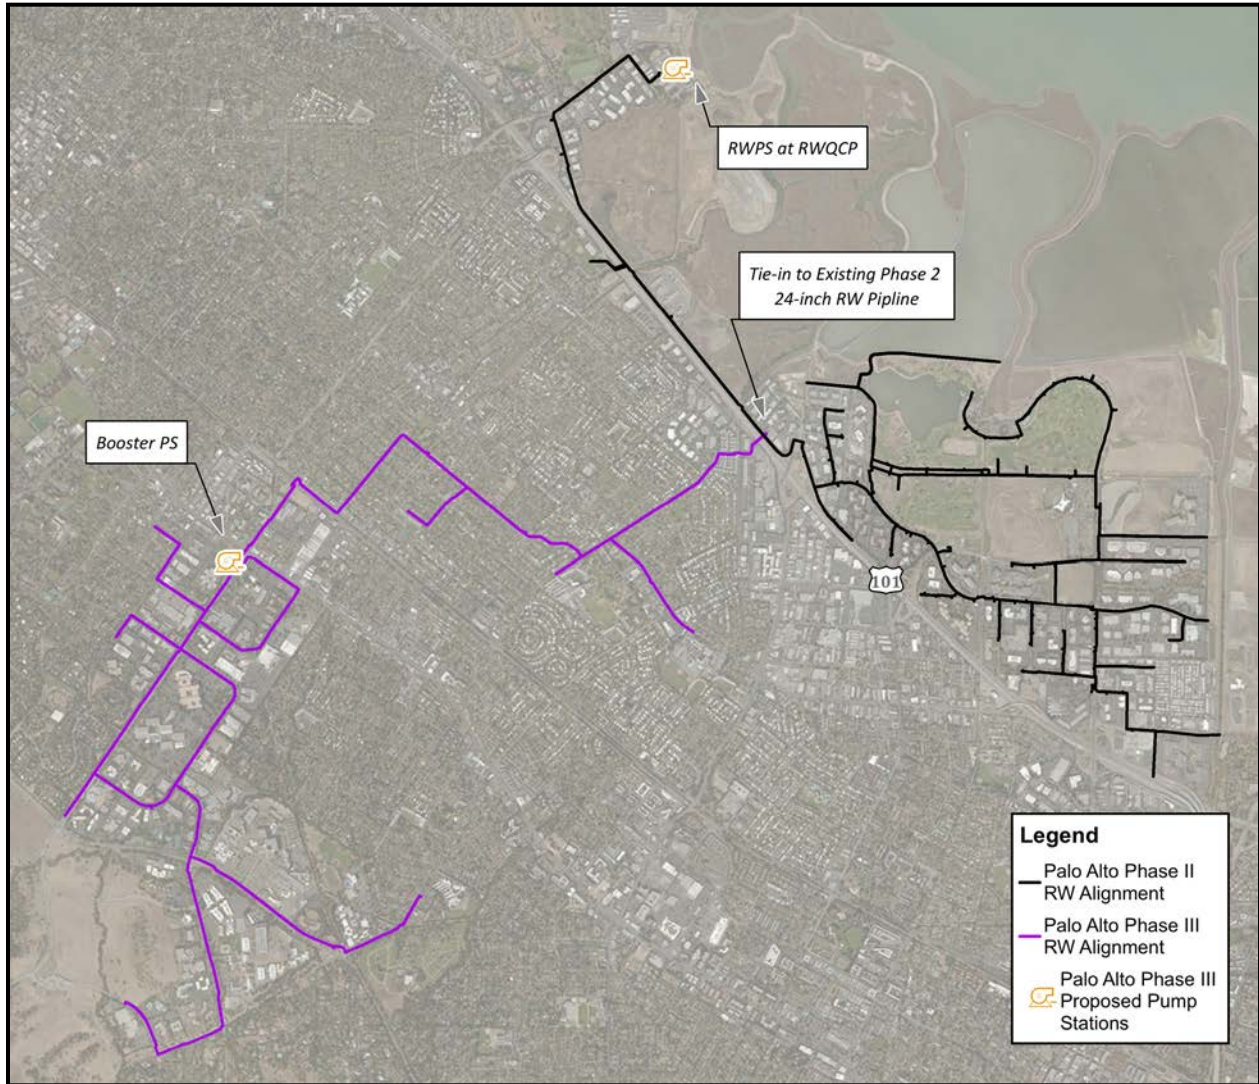 RWPS at RWQCP
Tie-in to Existing Phase 2
24-inch RW Pipline
Booster PS
101
Legend
Palo Alto Phase II
RW Alignment
Palo Alto Phase III
RW Alignment
Palo Alto Phase III
Proposed Pump
Stations